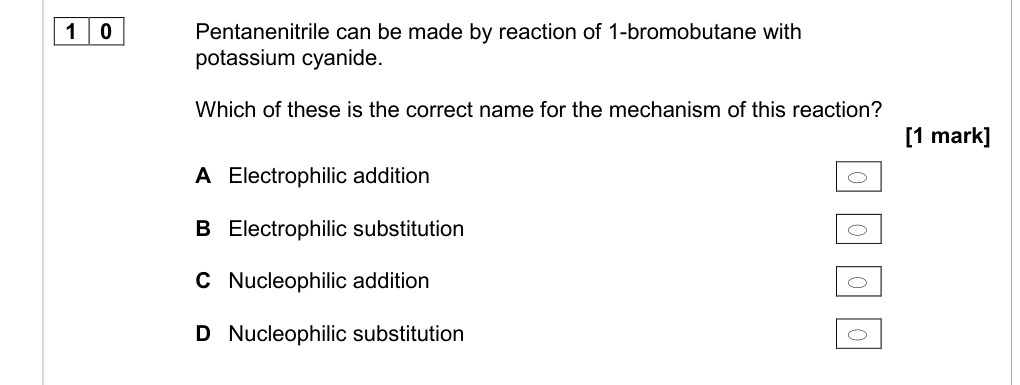 1 0
Pentanenitrile can be made by reaction of 1-bromobutane with
potassium cyanide.
Which of these is the correct name for the mechanism of this reaction?
[1 mark]
A Electrophilic addition
B Electrophilic substitution
C Nucleophilic addition
D Nucleophilic substitution